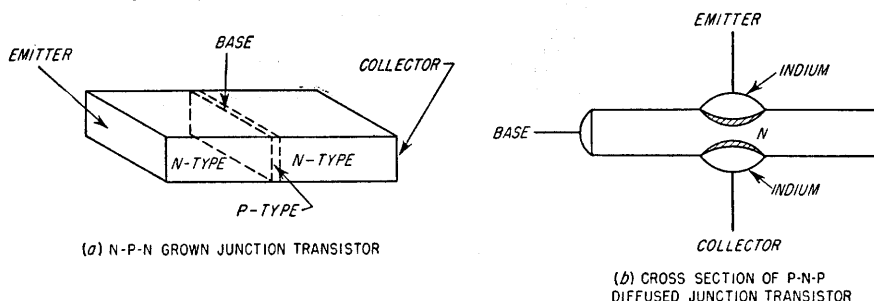 EMITTER
BASE
COLLECTOR
N-TYPE
N-TYPE
P-TYPE
(a) N-P-N GROWN JUNCTION TRANSISTOR
EMITTER
INDIUM
BASE
N
INDIUM
COLLECTOR
(b) CROSS SECTION OF P-N-P
DIFFUSED JUNCTION TRANSISTOR